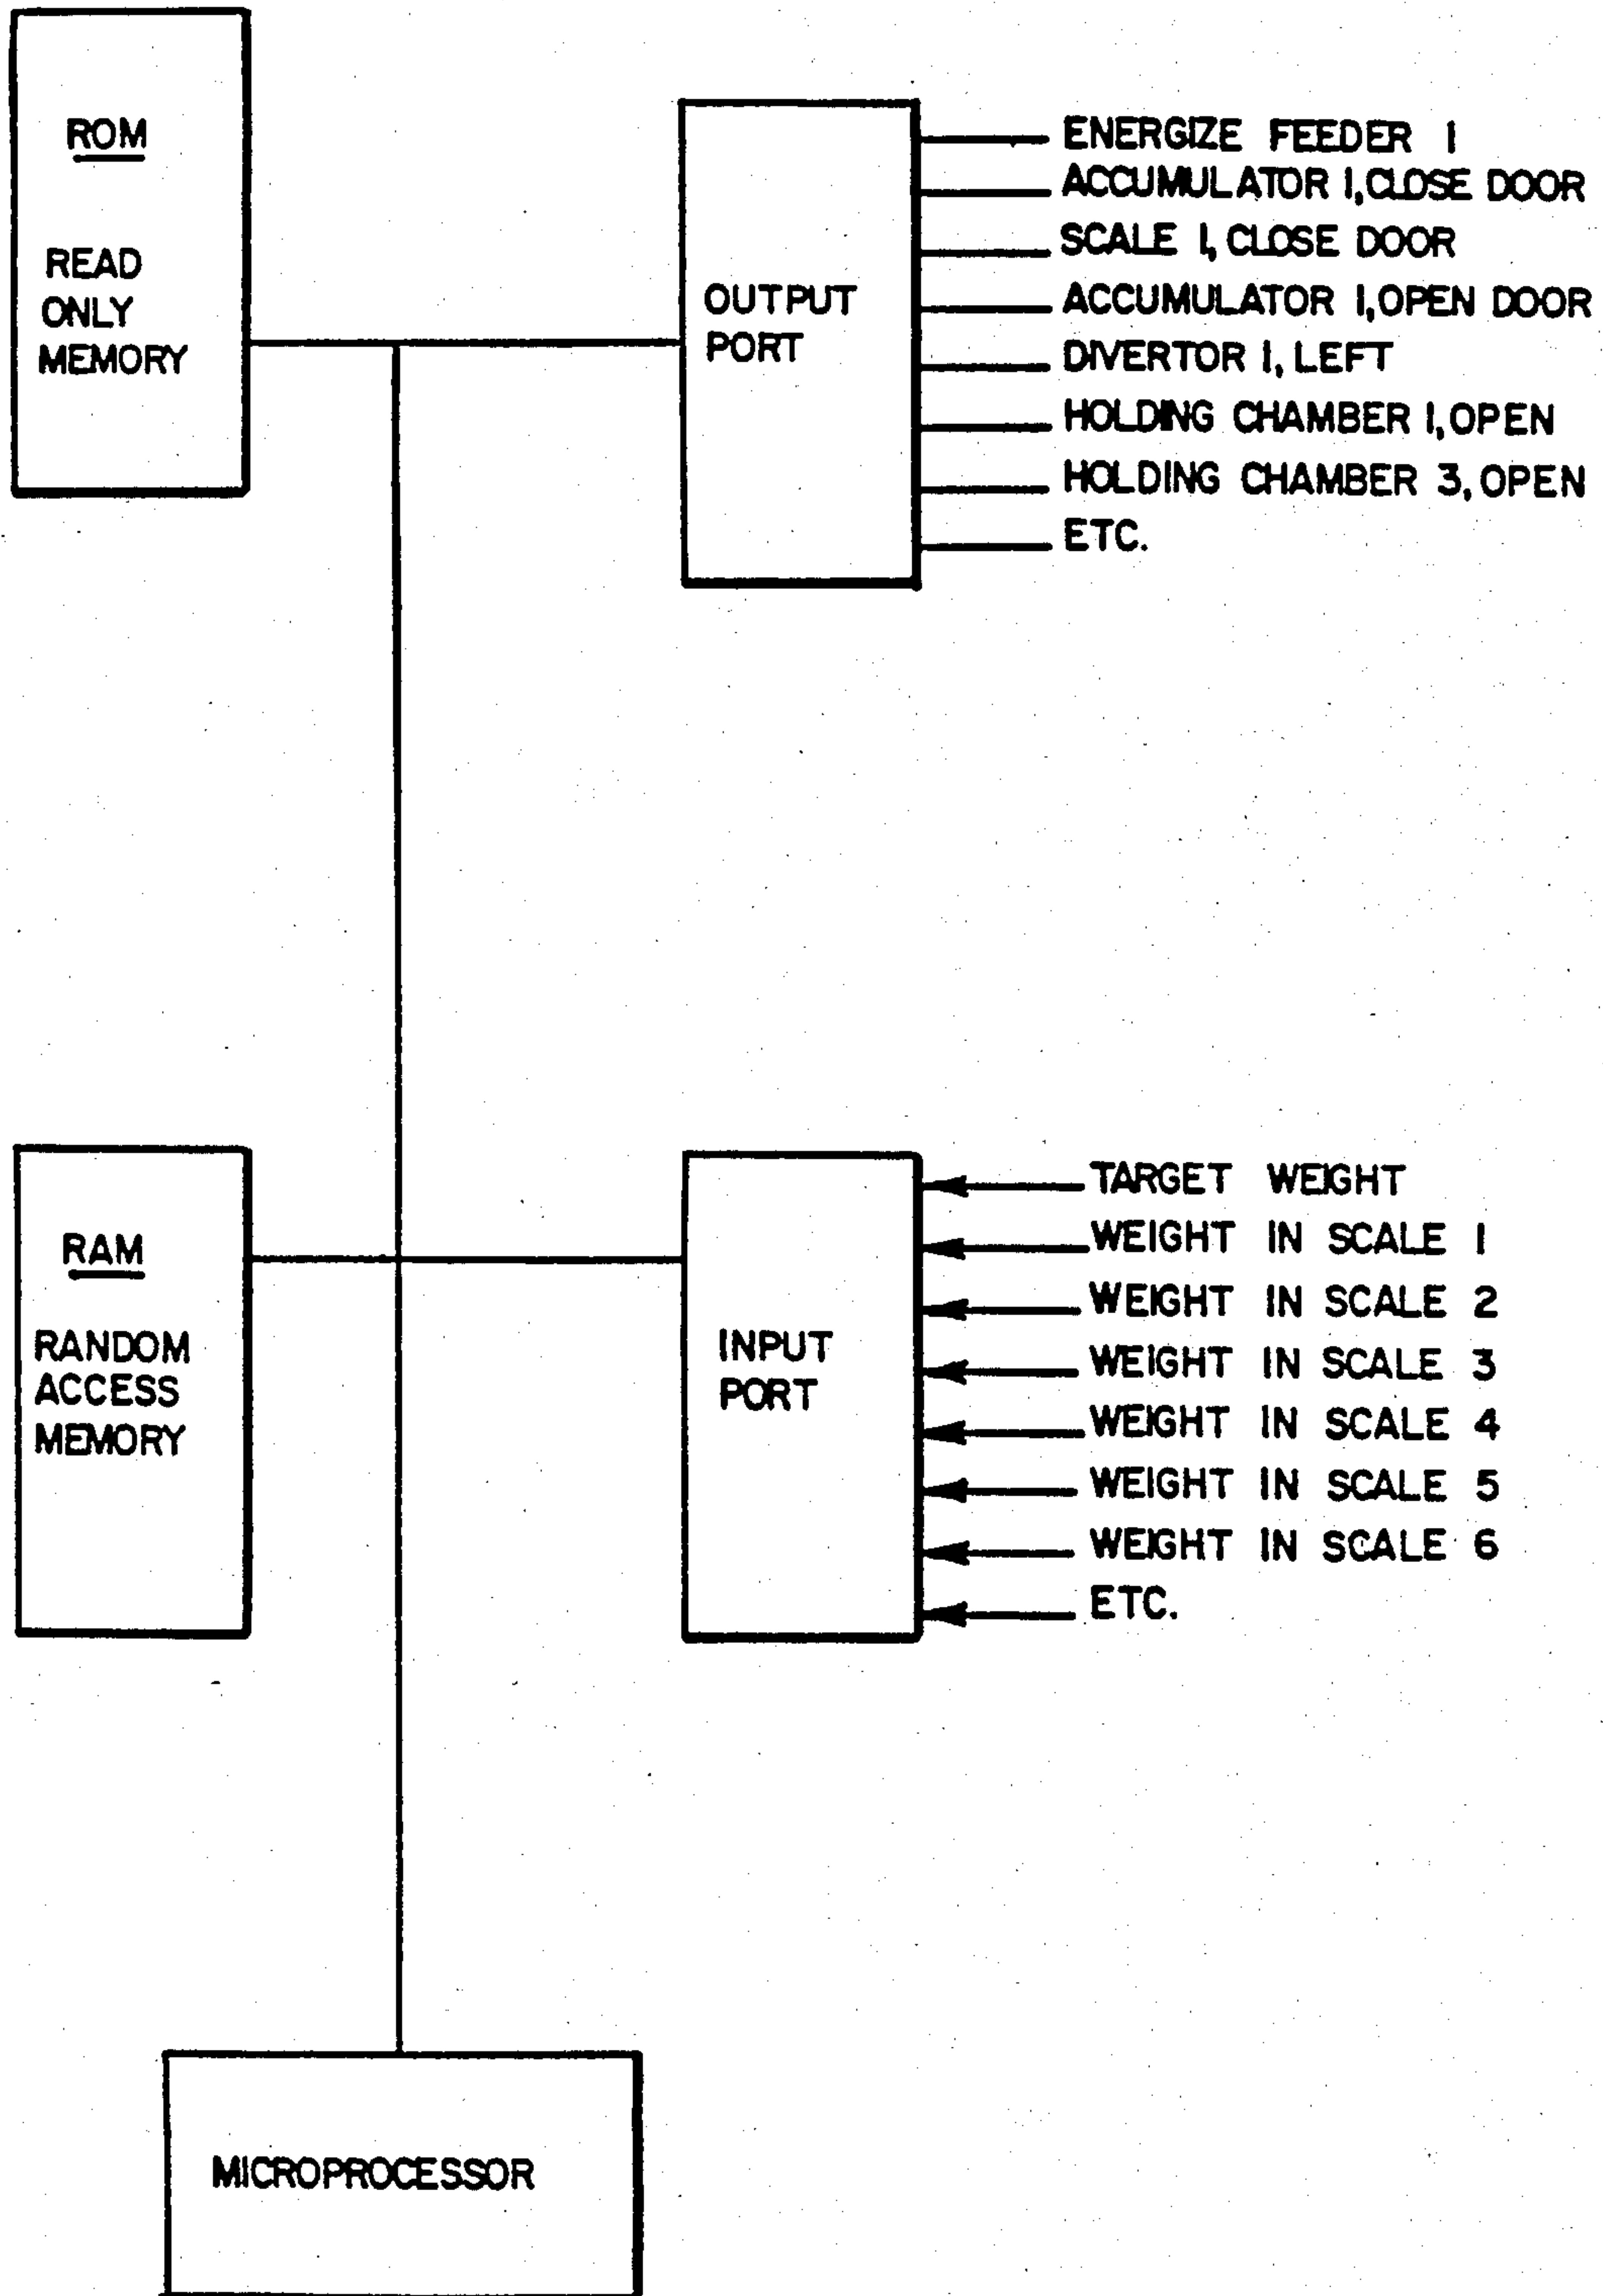 ROM
READ
ONLY
MEMORY
OUTPUT
PORT
ENERGIZE FEEDER 1
ACCUMULATOR 1, CLOSE DOOR
SCALE 1, CLOSE DOOR
ACCUMULATOR 1, OPEN DOOR
DIVERTOR 1, LEFT
HOLDING CHAMBER 1, OPEN
HOLDING CHAMBER 3, OPEN
ETC.
RAM
RANDOM
ACCESS
MEMORY
INPUT
PORT
TARGET WEIGHT
WEIGHT IN SCALE 1
WEIGHT IN SCALE 2
WEIGHT IN SCALE 3
WEIGHT IN SCALE 4
WEIGHT IN SCALE 5
WEIGHT IN SCALE 6
ETC.
MICROPROCESSOR